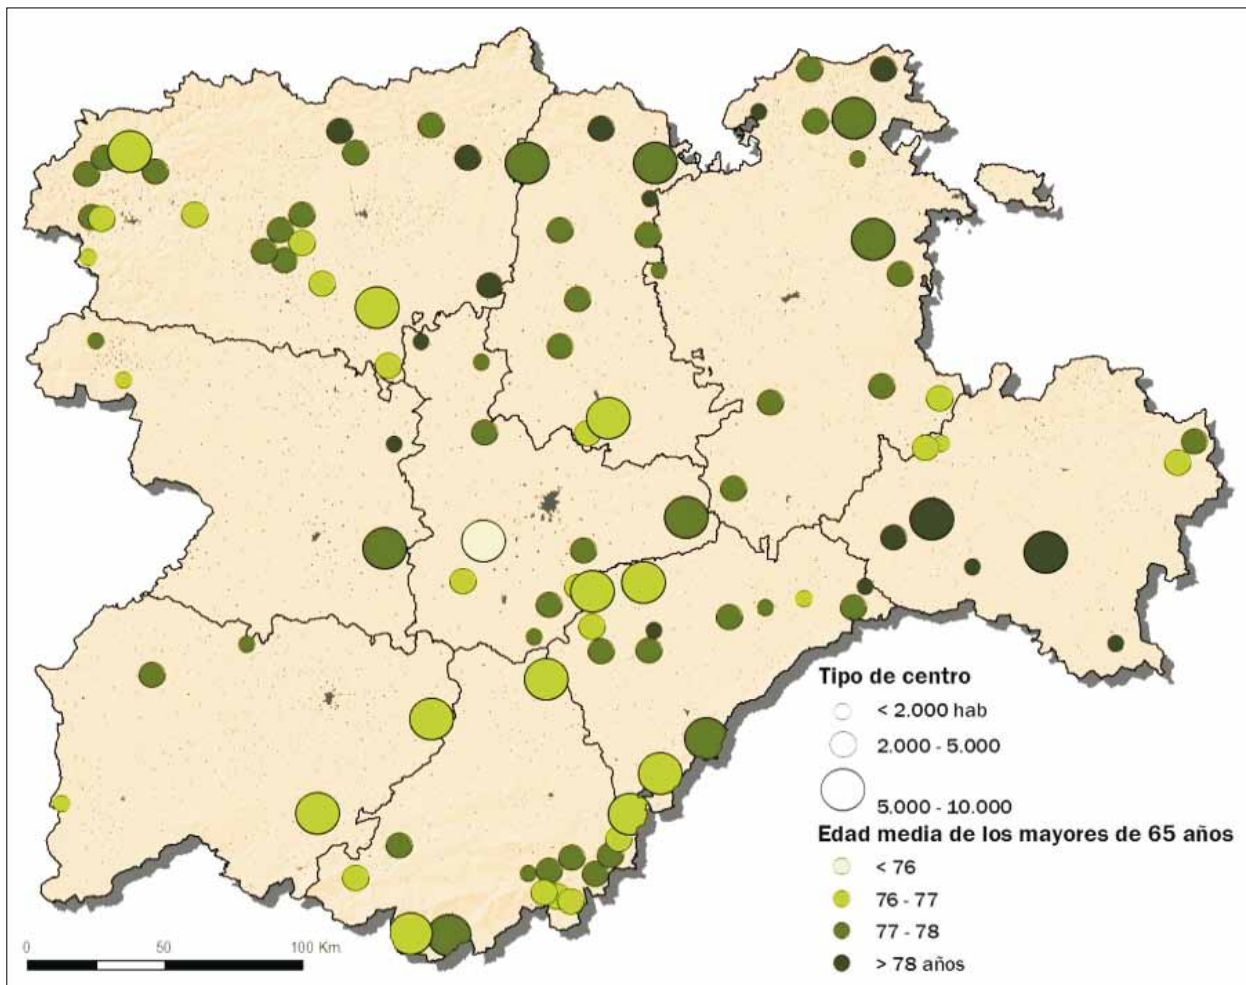 Tipo de centro
< 2.000 hab
2.000 - 5.000
5.000 - 10.000
Edad media de los mayores de 65 años
< 76
76 - 77
77 - 78
> 78 años
0 50 100 Km.